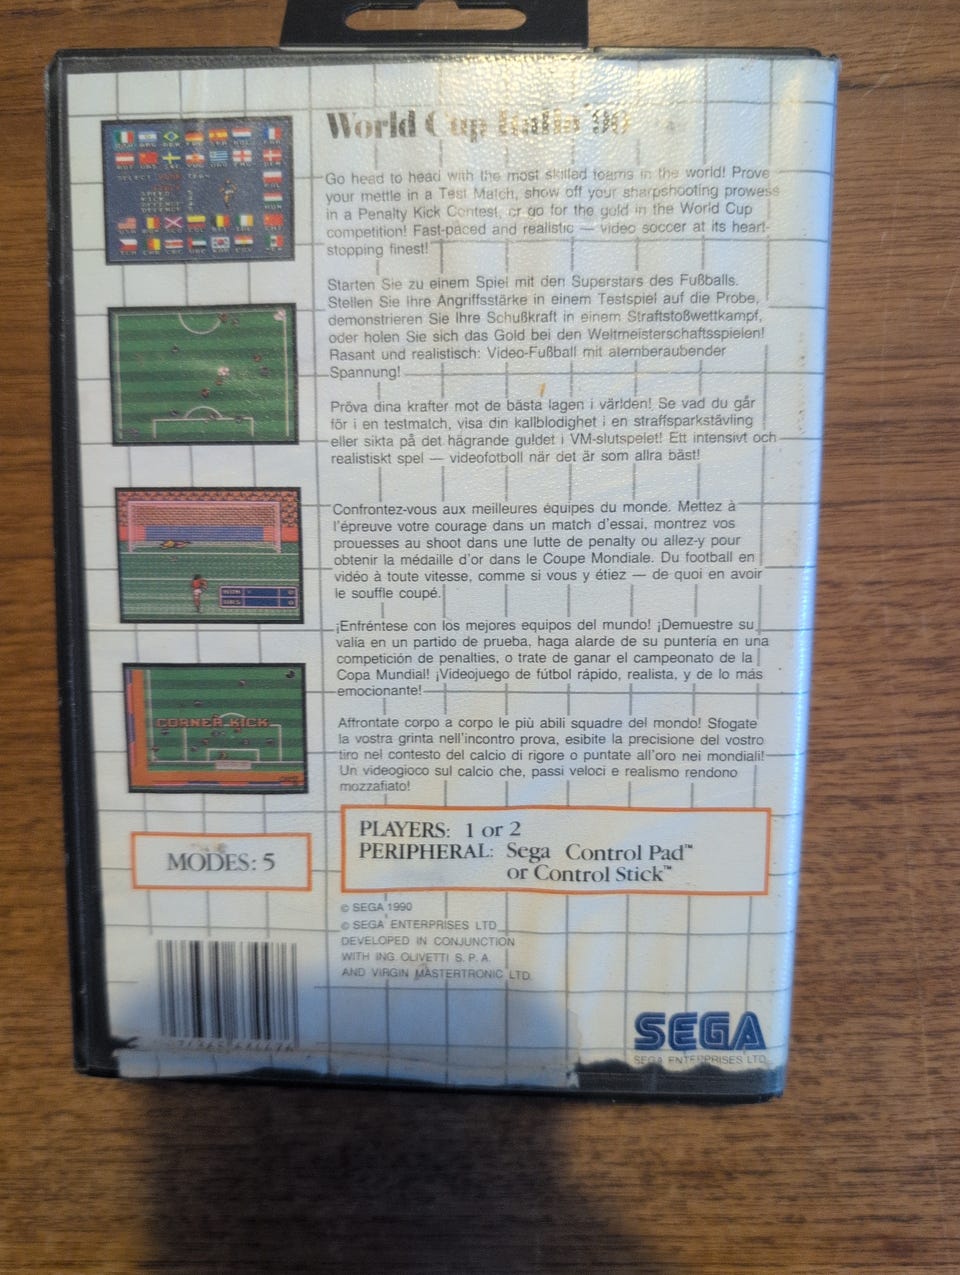 World Cup Italia '90
Go head to head with the most skilled teams in the world! Prove
your mettle in a Test Match, show off your sharpshooting prowess
in a Penalty Kick Contest, or go for the gold in the World Cup
competition! Fast-paced and realistic — video soccer at its heart-
stopping finest!
Starten Sie zu einem Spiel mit den Superstars des Fußballs.
Stellen Sie Ihre Angriffsstärke in einem Testspiel auf die Probe,
demonstrieren Sie Ihre Schußkraft in einem Straftstoßwettkampf,
oder holen Sie sich das Gold bei den Weltmeisterschaftsspielen!
Rasant und realistisch: Video-Fußball mit atemberaubender
Spannung!
Pröva dina krafter mot de bästa lagen i världen! Se vad du går
för i en testmatch, visa din kallblodighet i en straffsparkstävling
eller sikta på det hägrande guldet i VM-slutspelet! Ett intensivt och
realistiskt spel — videofotboll när det är som allra bäst!
Confrontez-vous aux meilleures équipes du monde. Mettez à
l'épreuve votre courage dans un match d'essai, montrez vos
prouesses au shoot dans une lutte de penalty ou allez-y pour
obtenir la médaille d'or dans le Coupe Mondiale. Du football en
vidéo à toute vitesse, comme si vous y étiez — de quoi en avoir
le souffle coupé.
¡Enfréntese con los mejores equipos del mundo! ¡Demuestre su
valía en un partido de prueba, haga alarde de su puntería en una
competición de penalties, o trate de ganar el campeonato de la
Copa Mundial! ¡Videojuego de fútbol rápido, realista, y de lo más
emocionante!
Affrontate corpo a corpo le più abili squadre del mondo! Sfogate
la vostra grinta nell'incontro prova, esibite la precisione del vostro
tiro nel contesto del calcio di rigore o puntate all'oro nei mondiali!
Un videogioco sul calcio che, passi veloci e realismo rendono
mozzafiato!
CORNER KICK
MODES: 5
PLAYERS: 1 or 2
PERIPHERAL: Sega Control Pad™
or Control Stick™
© SEGA 1990
© SEGA ENTERPRISES LTD.
DEVELOPED IN CONJUNCTION
WITH ING. OLIVETTI S. P. A.
AND VIRGIN MASTERTRONIC LTD.
SEGA
SEGA ENTERPRISES LTD.